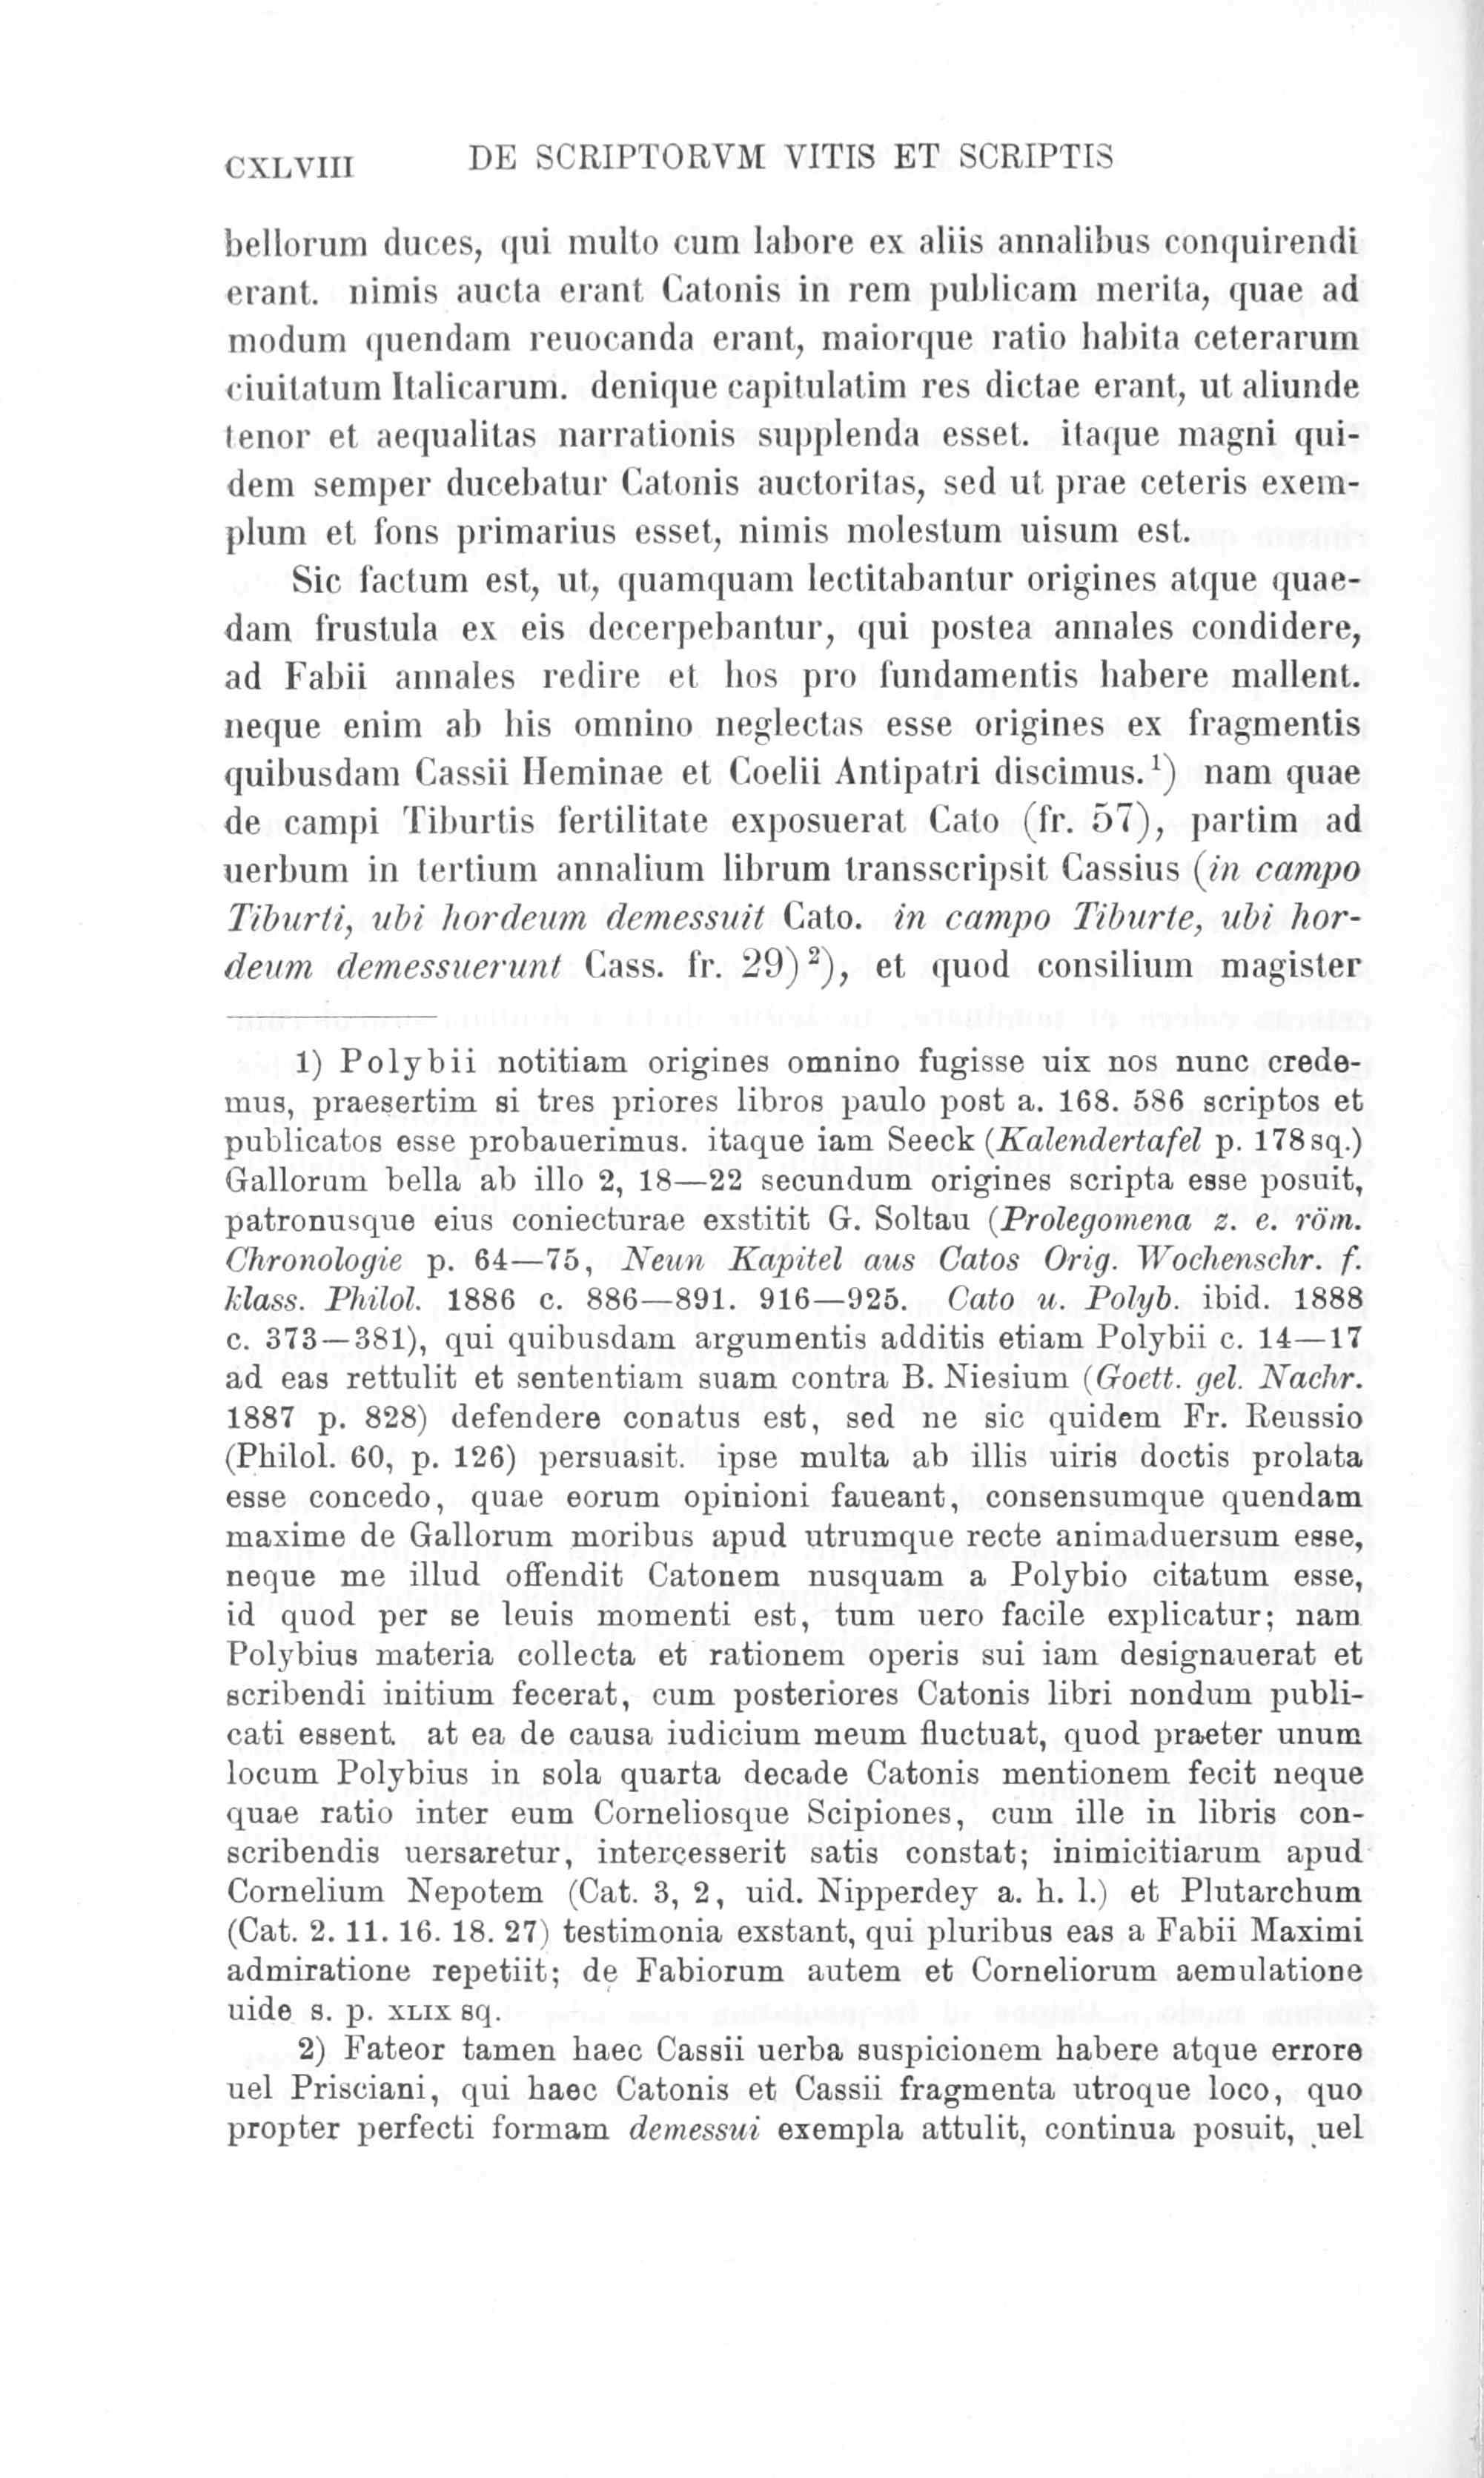 CXLVIII DE SCRIPTORVM VITIS ET SCRIPTIS
bellorum duces, qui multo cum labore ex aliis annalibus conquirendi
erant. nimis aucta erant Catonis in rem publicam merita, quae ad
modum quendam reuocanda erant, maiorque ratio habita ceterarum
ciuitatum Italicarum. denique capitulatim res dictae erant, ut aliunde
tenor et aequalitas narrationis supplenda esset. itaque magni qui-
dem semper ducebatur Catonis auctoritas, sed ut prae ceteris exem-
plum et fons primarius esset, nimis molestum uisum est.
Sic factum est, ut, quamquam lectitabantur origines atque quae-
dam frustula ex eis decerpebantur, qui postea annales condidere,
ad Fabii annales redire et hos pro fundamentis habere mallent.
neque enim ab his omnino neglectas esse origines ex fragmentis
quibusdam Cassii Heminae et Coelii Antipatri discimus.¹) nam quae
de campi Tiburtis fertilitate exposuerat Cato (fr. 57), partim ad
uerbum in tertium annalium librum transscripsit Cassius (in campo
Tiburti, ubi hordeum demessuit Cato. in campo Tiburte, ubi hor-
deum demessuerunt Cass. fr. 29)²), et quod consilium magister
1) Polybii notitiam origines omnino fugisse uix nos nunc crede-
mus, praesertim si tres priores libros paulo post a. 168. 586 scriptos et
publicatos esse probauerimus. itaque iam Seeck (Kalendertafel p. 178 sq.)
Gallorum bella ab illo 2, 18—22 secundum origines scripta esse posuit,
patronusque eius coniecturae exstitit G. Soltau (Prolegomena z. e. röm.
Chronologie p. 64—75, Neun Kapitel aus Catos Orig. Wochenschr. f.
klass. Philol. 1886 c. 886—891. 916—925. Cato u. Polyb. ibid. 1888
c. 373—381), qui quibusdam argumentis additis etiam Polybii c. 14—17
ad eas rettulit et sententiam suam contra B. Niesium (Goett. gel. Nachr.
1887 p. 828) defendere conatus est, sed ne sic quidem Fr. Reussio
(Philol. 60, p. 126) persuasit. ipse multa ab illis uiris doctis prolata
esse concedo, quae eorum opinioni faueant, consensumque quendam
maxime de Gallorum moribus apud utrumque recte animaduersum esse,
neque me illud offendit Catonem nusquam a Polybio citatum esse,
id quod per se leuis momenti est, tum uero facile explicatur; nam
Polybius materia collecta et rationem operis sui iam designauerat et
scribendi initium fecerat, cum posteriores Catonis libri nondum publi-
cati essent. at ea de causa iudicium meum fluctuat, quod praeter unum
locum Polybius in sola quarta decade Catonis mentionem fecit neque
quae ratio inter eum Corneliosque Scipiones, cum ille in libris con-
scribendis uersaretur, intercesserit satis constat; inimicitiarum apud
Cornelium Nepotem (Cat. 3, 2, uid. Nipperdey a. h. l.) et Plutarchum
(Cat. 2. 11. 16. 18. 27) testimonia exstant, qui pluribus eas a Fabii Maximi
admiratione repetiit; de Fabiorum autem et Corneliorum aemulatione
uide s. p. XLIX sq.
2) Fateor tamen haec Cassii uerba suspicionem habere atque errore
uel Prisciani, qui haec Catonis et Cassii fragmenta utroque loco, quo
propter perfecti formam demessui exempla attulit, continua posuit, uel